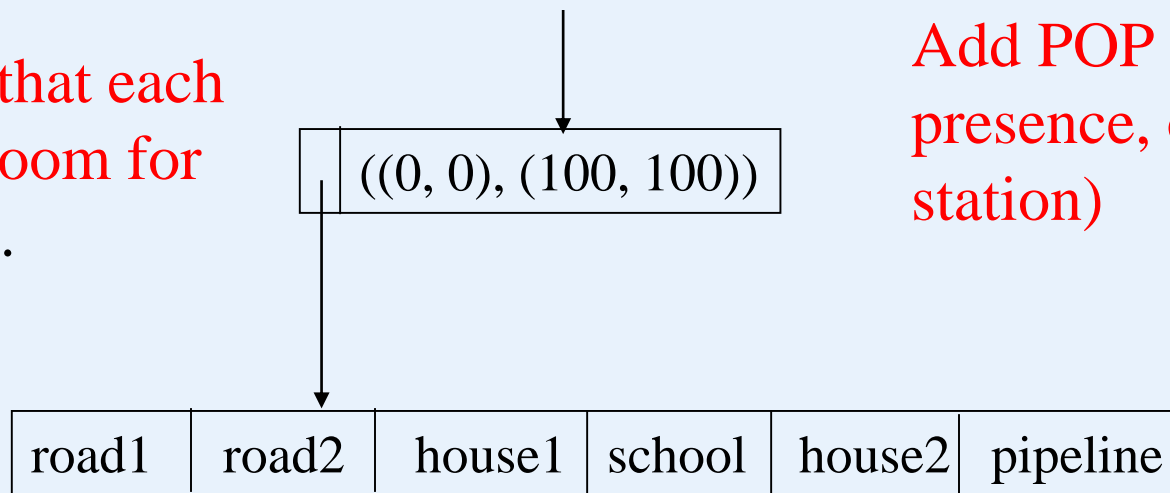 that each
oom for
.
((0, 0), (100, 100))
Add POP
presence,
station)
road1 road2 house1 school house2 pipeline